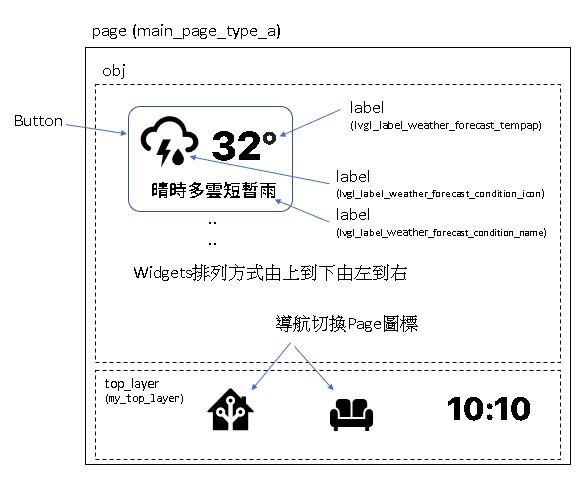 page (main_page_type_a)
obj
Button
label
(lvgl_label_weather_forecast_tempap)
32°
label
(lvgl_label_weather_forecast_condition_icon)
晴時多雲短暫雨
label
(lvgl_label_weather_forecast_condition_name)
..
..
Widgets排列方式由上到下由左到右
導航切換Page圖標
top_layer
(my_top_layer)
10:10